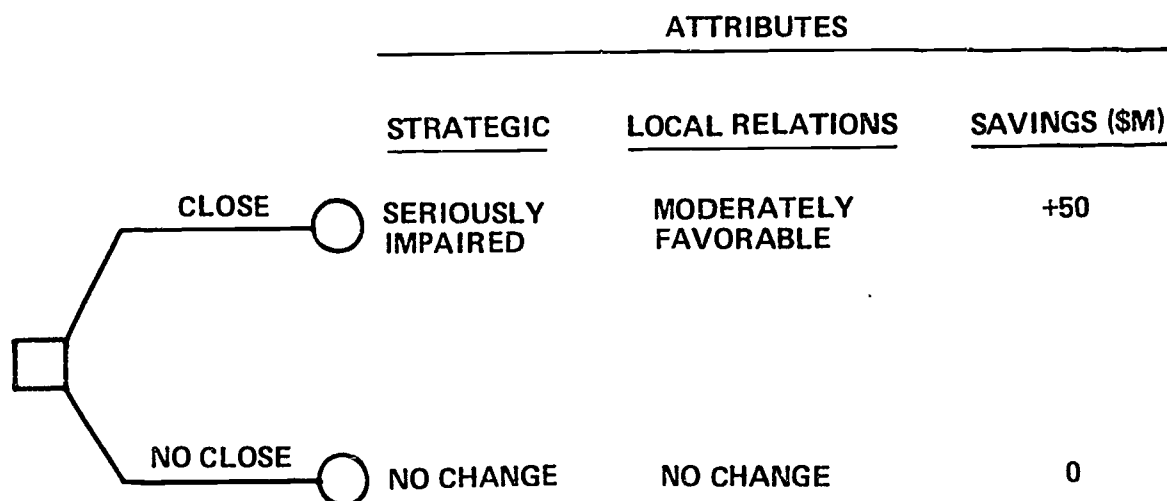 ATTRIBUTES
STRATEGIC LOCAL RELATIONS SAVINGS ($M)
CLOSE SERIOUSLY IMPAIRED MODERATELY FAVORABLE +50
NO CLOSE NO CHANGE NO CHANGE 0